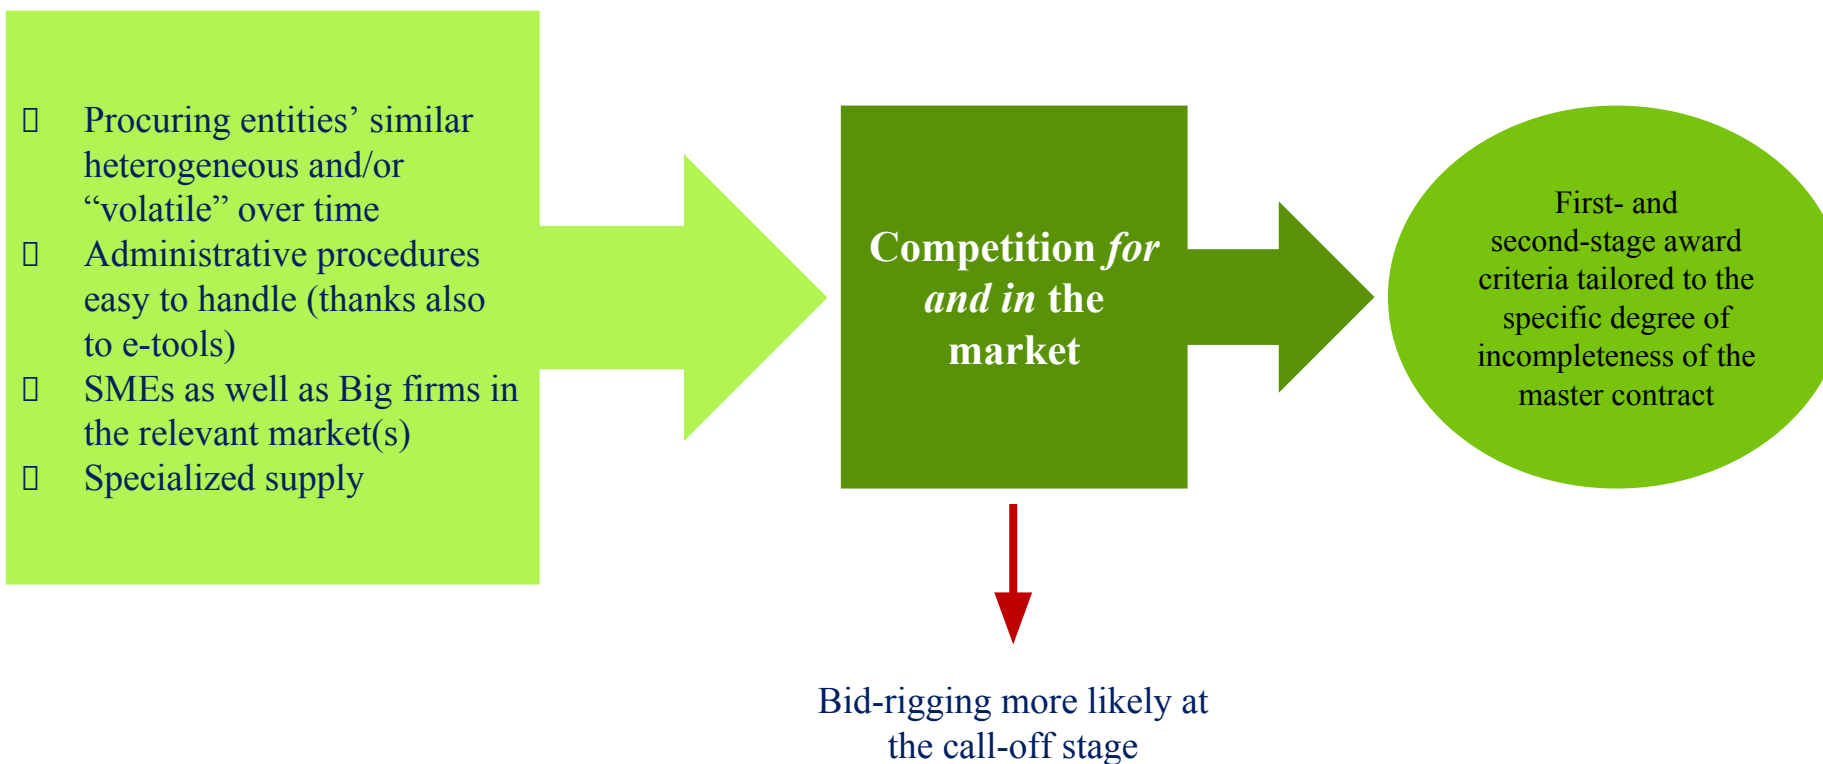 Procuring entities’ similar
heterogeneous and/or
“volatile” over time
Administrative procedures
easy to handle (thanks also
to e-tools)
SMEs as well as Big firms in
the relevant market(s)
Specialized supply
Competition for
and in the
market
First- and
second-stage award
criteria tailored to the
specific degree of
incompleteness of the
master contract
Bid-rigging more likely at
the call-off stage